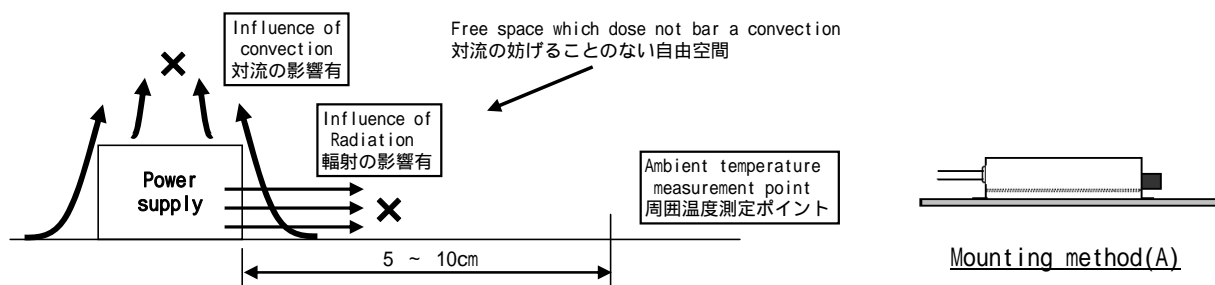 Influence of
convection
対流の影響有
Free space which dose not bar a convection
対流の妨げることのない自由空間
Influence of
Radiation
輻射の影響有
Power
supply
Ambient temperature
measurement point
周囲温度測定ポイント
5 ~ 10cm
Mounting method(A)